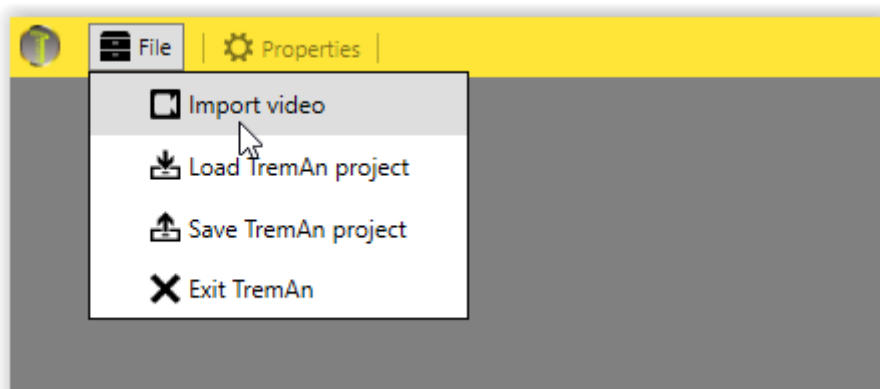 File Properties
Import video
Load TremAn project
Save TremAn project
Exit TremAn